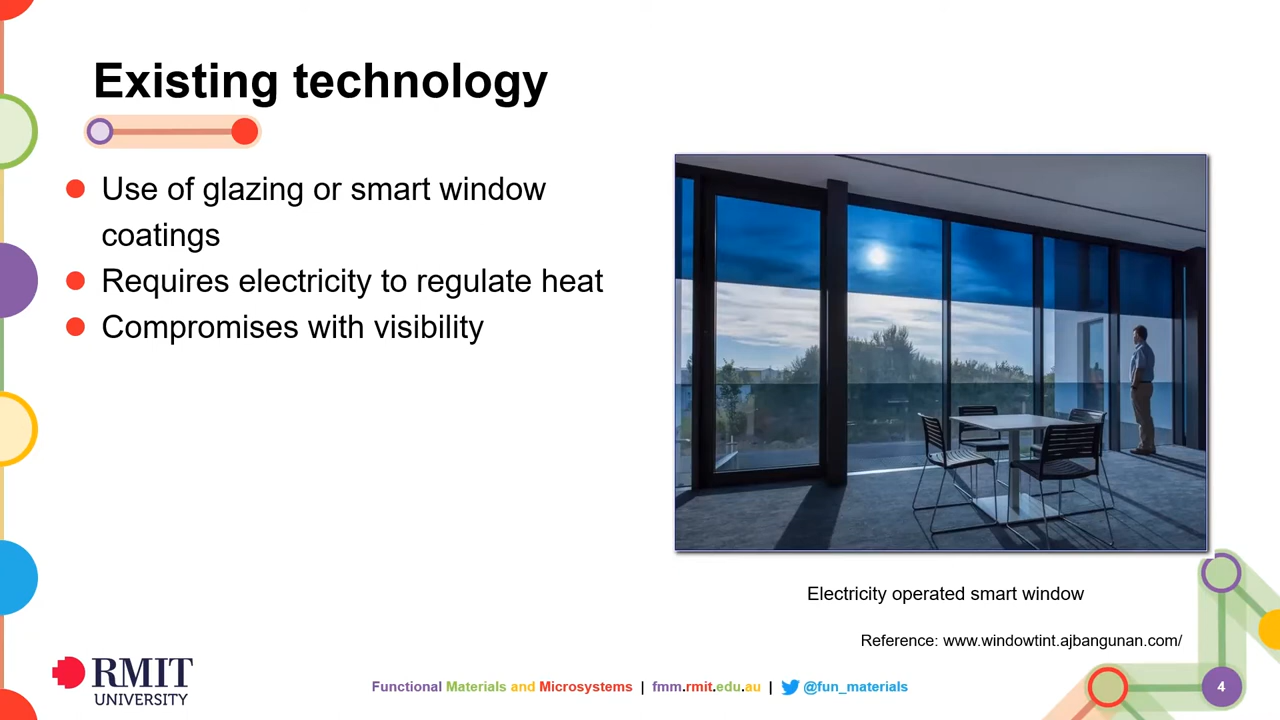 Existing technology
Use of glazing or smart window
coatings
Requires electricity to regulate heat
Compromises with visibility
Electricity operated smart window
Reference: www.windowtint.ajbangunan.com/
RMIT
UNIVERSITY
Functional Materials and Microsystems | fmm.rmit.edu.au | @fun_materials
4